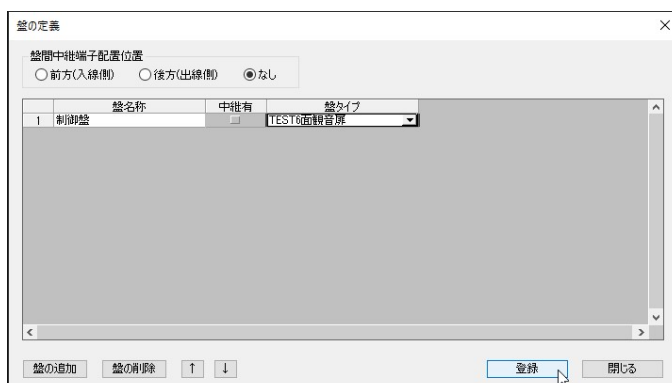 盤の定義
盤間中継端子配置位置
前方(入線側) 後方(出線側) なし
盤名称 中継有 盤タイプ
1 制御盤 TEST6面観音扉
盤の追加 盤の削除 ↑ ↓ 登録 閉じる